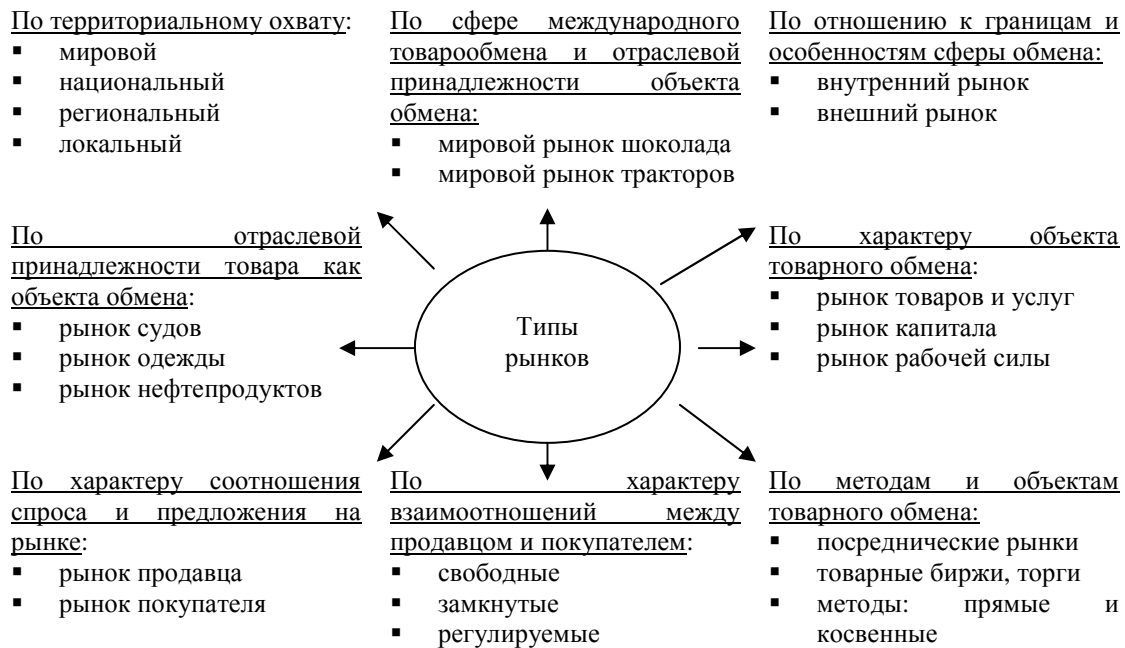 По территориальному охвату:
▪ мировой
▪ национальный
▪ региональный
▪ локальный
По сфере международного
товарообмена и отраслевой
принадлежности объекта
обмена:
▪ мировой рынок шоколада
▪ мировой рынок тракторов
По отношению к границам и
особенностям сферы обмена:
▪ внутренний рынок
▪ внешний рынок
По отраслевой
принадлежности товара как
объекта обмена:
▪ рынок судов
▪ рынок одежды
▪ рынок нефтепродуктов
Типы
рынков
По характеру объекта
товарного обмена:
▪ рынок товаров и услуг
▪ рынок капитала
▪ рынок рабочей силы
По характеру соотношения
спроса и предложения на
рынке:
▪ рынок продавца
▪ рынок покупателя
По характеру
взаимоотношений между
продавцом и покупателем:
▪ свободные
▪ замкнутые
▪ регулируемые
По методам и объектам
товарного обмена:
▪ посреднические рынки
▪ товарные биржи, торги
▪ методы: прямые и
косвенные